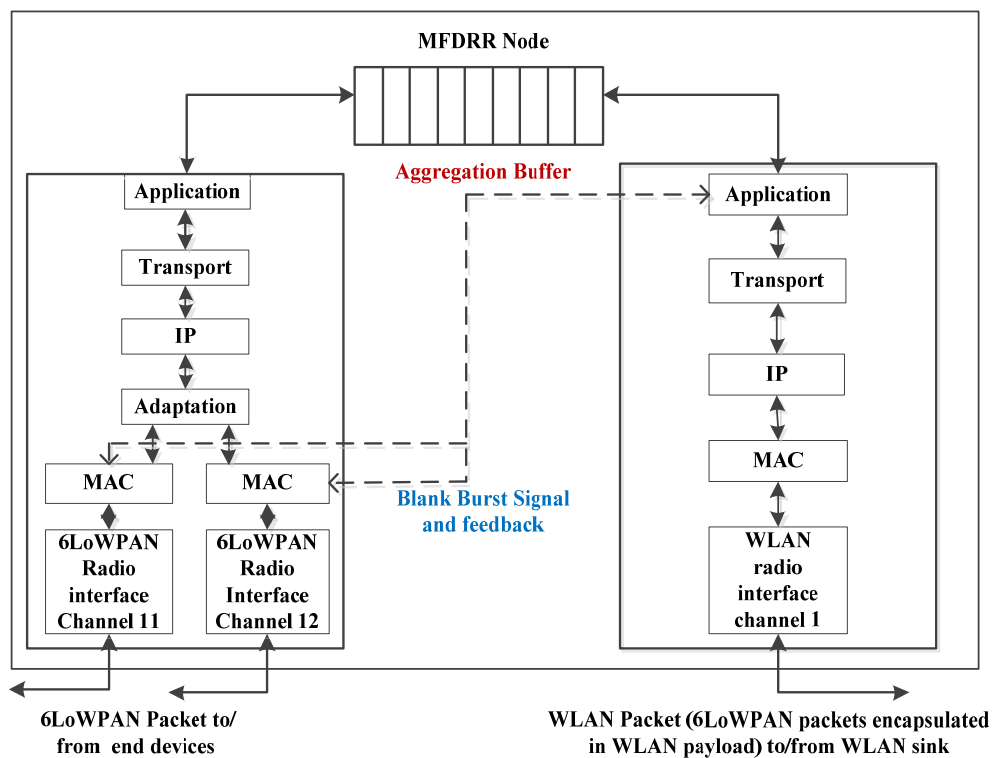 MFDRR Node
Aggregation Buffer
Application
Transport
IP
Adaptation
MAC
MAC
6LoWPAN
Radio
interface
Channel 11
6LoWPAN
Radio
Interface
Channel 12
Blank Burst Signal
and feedback
Application
Transport
IP
MAC
WLAN
radio
interface
channel 1
6LoWPAN Packet to/
from end devices
WLAN Packet (6LoWPAN packets encapsulated
in WLAN payload) to/from WLAN sink